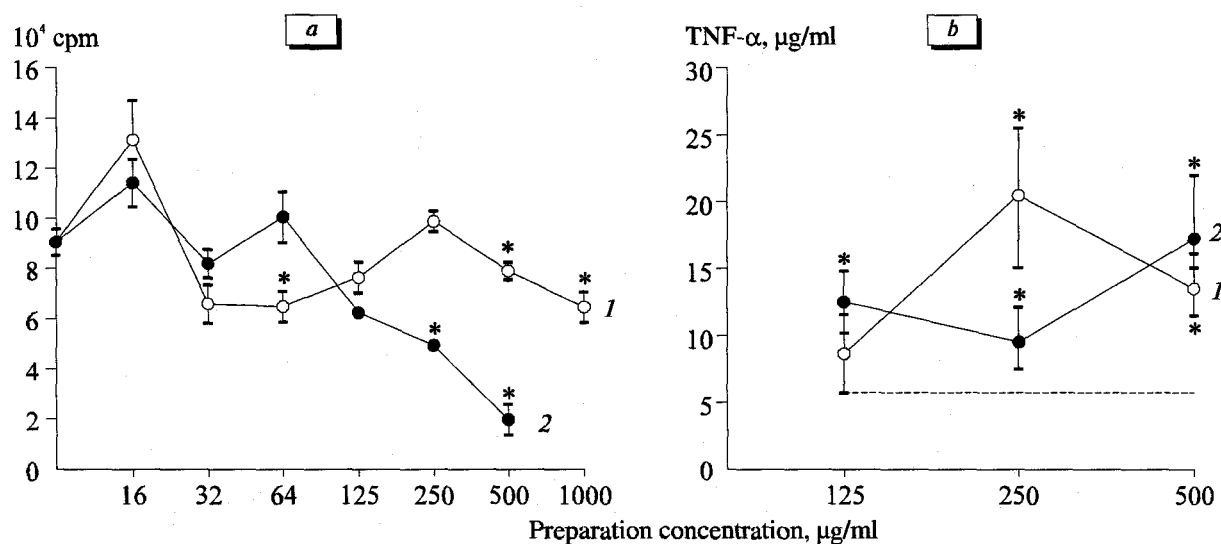 10⁴ cpm
a
16
14
12
10
8
6
4
2
0
* * *
1
* *
2
16 32 64 125 250 500 1000
TNF-α, µg/ml
b
30
25
20
15
10
5
0
* * * * *
2
1
125 250 500
Preparation concentration, µg/ml